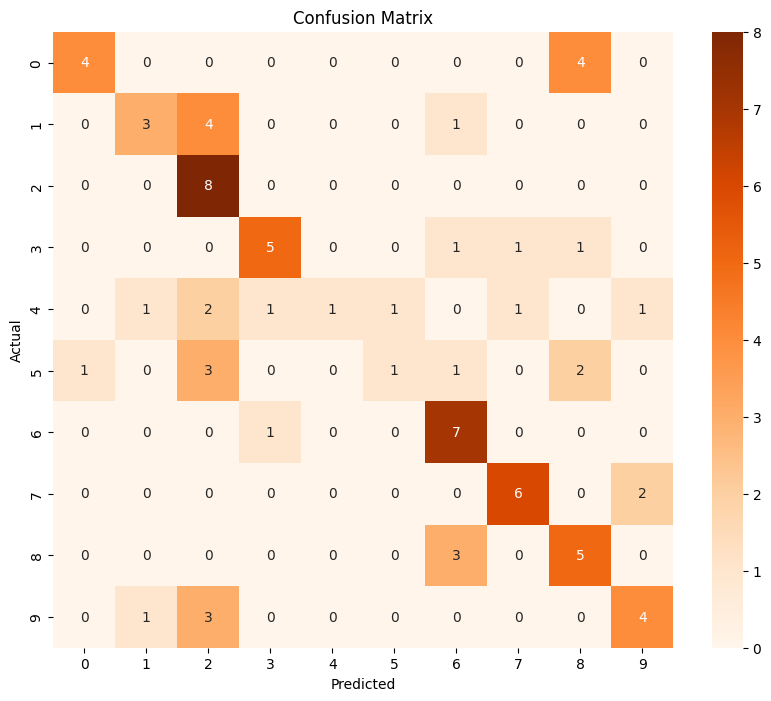 Confusion Matrix
0 4 0 0 0 0 0 0 0 4 0
1 0 3 4 0 0 0 1 0 0 0
2 0 0 8 0 0 0 0 0 0 0
3 0 0 0 5 0 0 1 1 1 0
4 0 1 2 1 1 1 0 1 0 1
5 1 0 3 0 0 1 1 0 2 0
6 0 0 0 1 0 0 7 0 0 0
7 0 0 0 0 0 0 0 6 0 2
8 0 0 0 0 0 0 3 0 5 0
9 0 1 3 0 0 0 0 0 0 4
0 1 2 3 4 5 6 7 8 9
Actual
Predicted
8
7
6
5
4
3
2
1
0